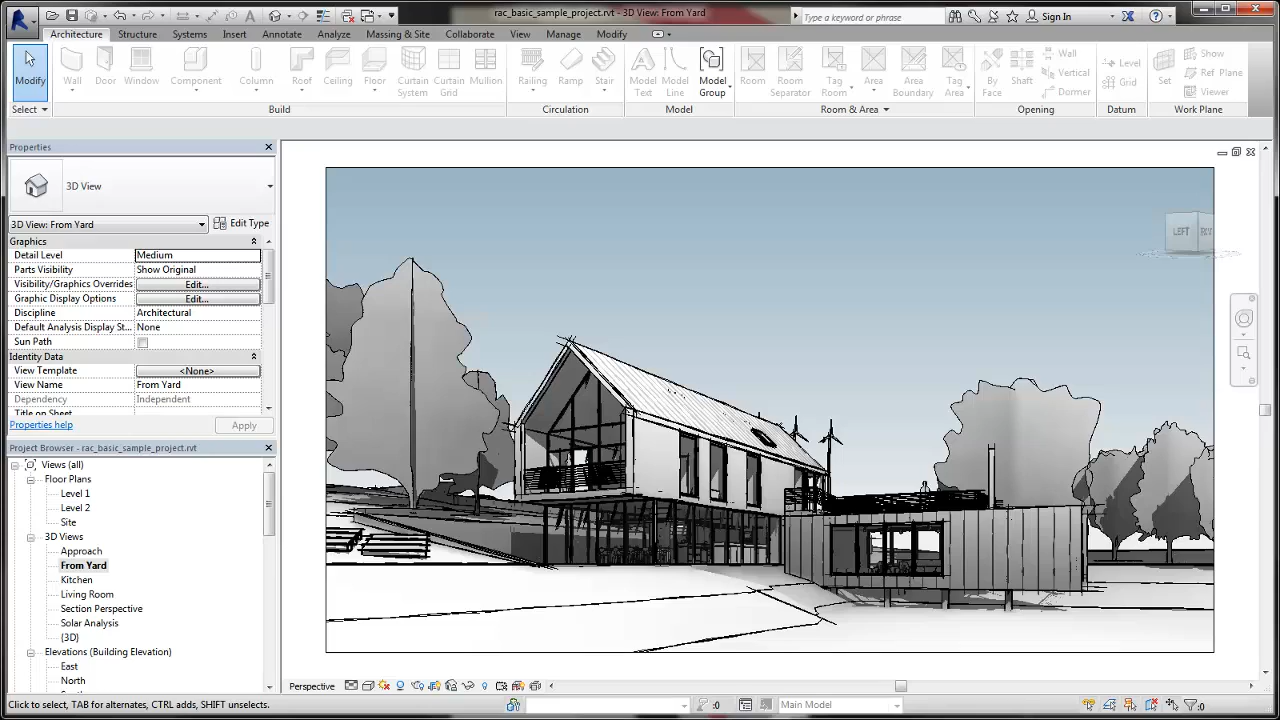 rac_basic_sample_project.rvt - 3D View: From Yard
Type a keyword or phrase
Sign In
Architecture Structure Systems Insert Annotate Analyze Massing & Site Collaborate View Manage Modify
Modify
Wall Door Window Component Column Roof Ceiling Floor Curtain System Curtain Grid Mullion
Railing Ramp Stair
Model Text Model Line Model Group
Room Room Separator Tag Room Area Area Boundary Tag Area
By Face Shaft Wall Vertical Dormer
Level Grid
Set Show Ref Plane Viewer
Select Build Circulation Model Room & Area Opening Datum Work Plane
Properties
3D View
3D View: From Yard Edit Type
Graphics
Detail Level Medium
Parts Visibility Show Original
Visibility/Graphics Overrides Edit...
Graphic Display Options Edit...
Discipline Architectural
Default Analysis Display St... None
Sun Path
Identity Data
View Template <None>
View Name From Yard
Dependency Independent
Title on Sheet
Properties help Apply
Project Browser - rac_basic_sample_project.rvt
Views (all)
Floor Plans
Level 1
Level 2
Site
3D Views
Approach
From Yard
Kitchen
Living Room
Section Perspective
Solar Analysis
{3D}
Elevations (Building Elevation)
East
North
LEFT
Perspective
Click to select, TAB for alternates, CTRL adds, SHIFT unselects.
:0
Main Model
:0